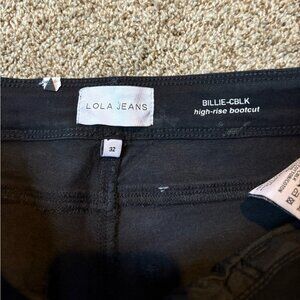 LOLA JEANS
BILLIE-CBLK
high-rise bootcut
32